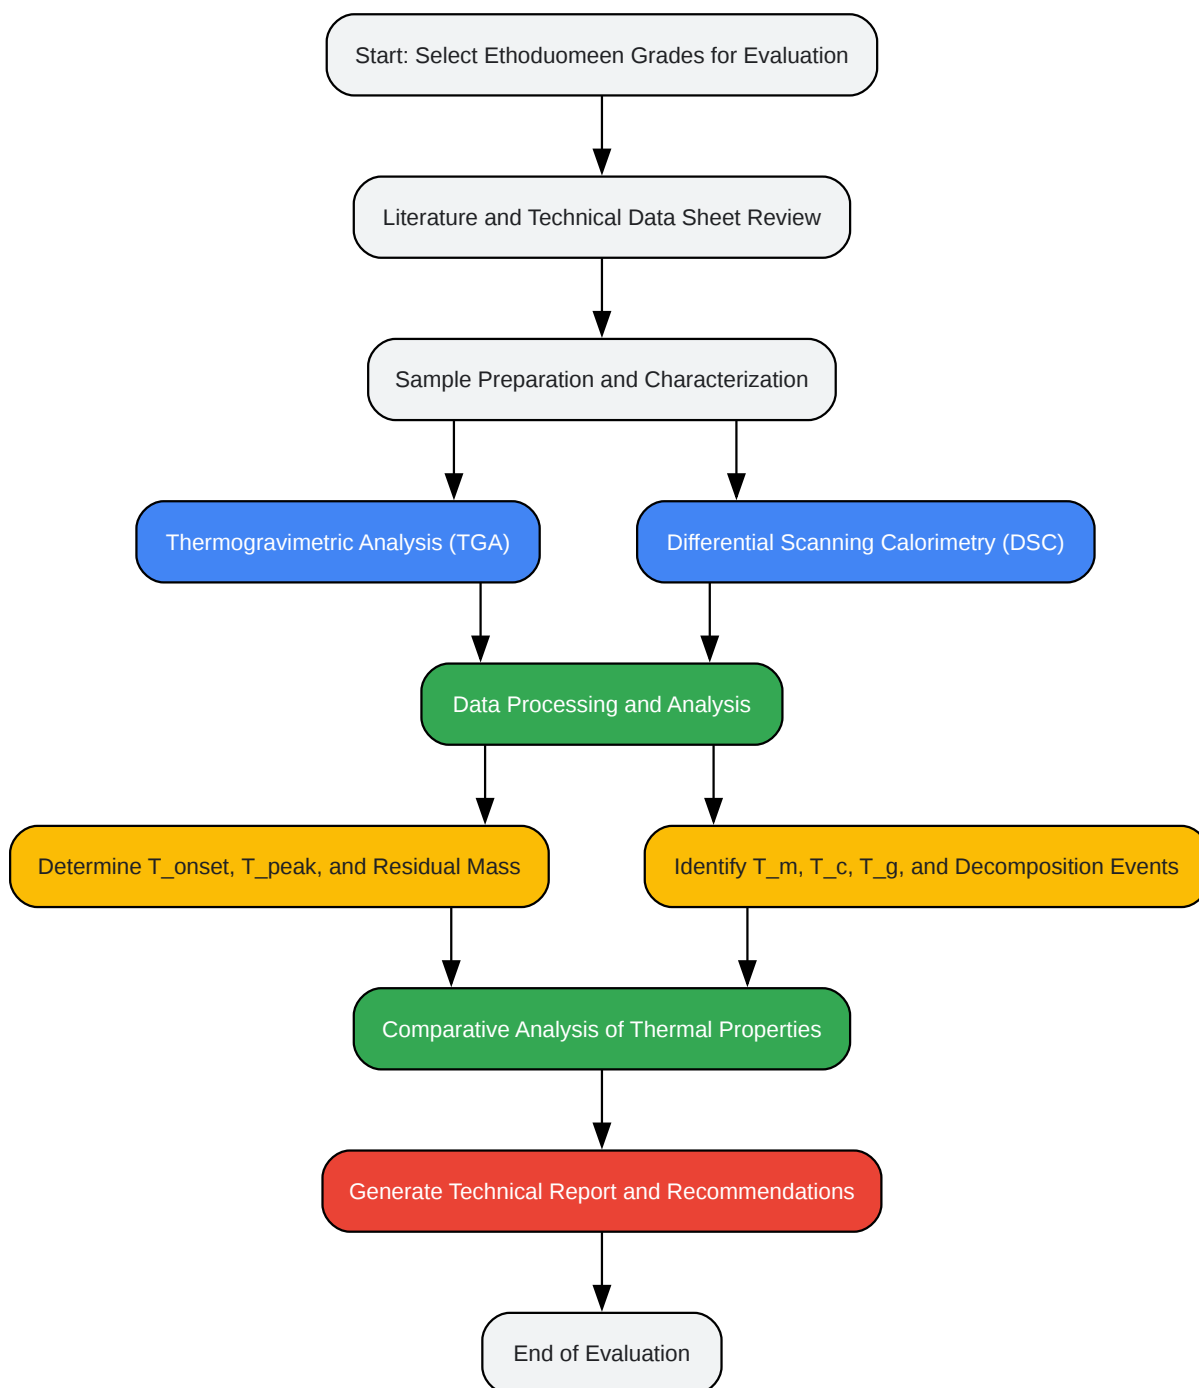 Start: Select Ethoduomeen Grades for Evaluation
Literature and Technical Data Sheet Review
Sample Preparation and Characterization
Thermogravimetric Analysis (TGA)
Differential Scanning Calorimetry (DSC)
Data Processing and Analysis
Determine T_onset, T_peak, and Residual Mass
Identify T_m, T_c, T_g, and Decomposition Events
Comparative Analysis of Thermal Properties
Generate Technical Report and Recommendations
End of Evaluation